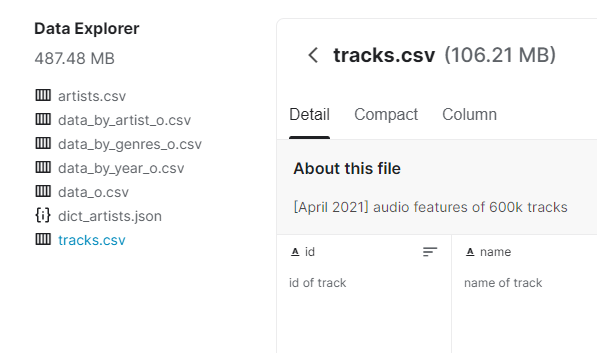 Data Explorer
487.48 MB
artists.csv
data_by_artist_o.csv
data_by_genres_o.csv
data_by_year_o.csv
data_o.csv
dict_artists.json
tracks.csv
tracks.csv (106.21 MB)
Detail Compact Column
About this file
[April 2021] audio features of 600k tracks
A id
A name
id of track
name of track